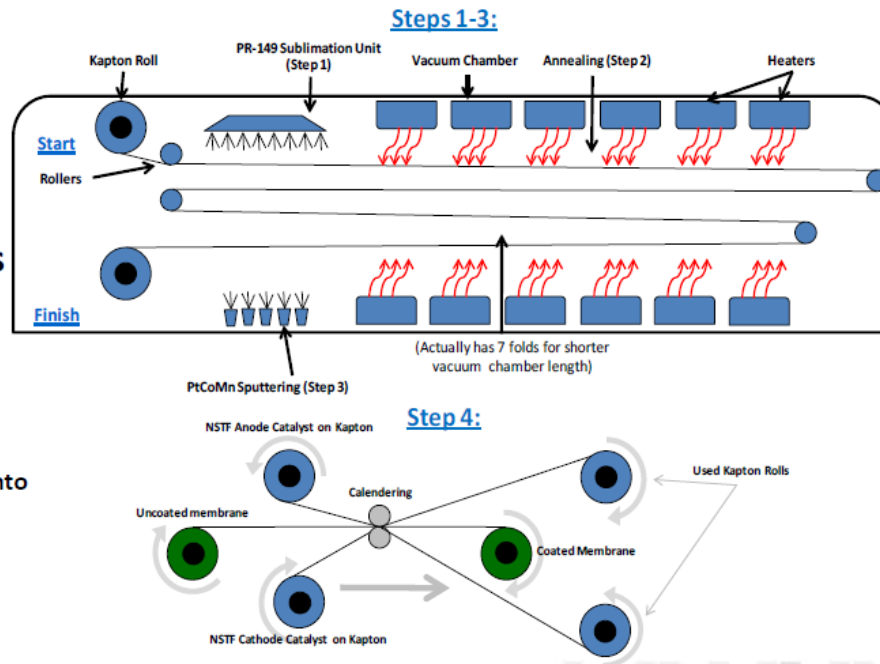 Steps 1-3:
PR-149 Sublimation Unit
(Step 1)
Kapton Roll
Vacuum Chamber
Annealing (Step 2)
Heaters
Start
Rollers
s
Finish
(Actually has 7 folds for shorter
vacuum chamber length)
PtCoMn Sputtering (Step 3)
Step 4:
NSTF Anode Catalyst on Kapton
nto
Calendering
Used Kapton Rolls
Uncoated membrane
Coated Membrane
NSTF Cathode Catalyst on Kapton